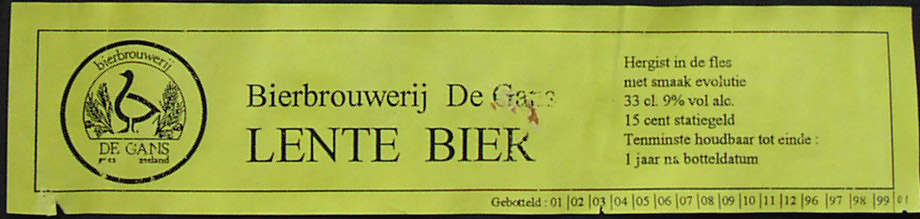 bierbrouwerij
DE GANS
goes zeeland
Bierbrouwerij De Gans
LENTE BIER
Hergist in de fles
met smaak evolutie
33 cl. 9% vol alc.
15 cent statiegeld
Tenminste houdbaar tot einde :
1 jaar na botteldatum
Gebotteld : 01 |02 |03 |04 |05 |06 |07 |08 |09 |10 |11 |12 |96 |97 |98 |99 |